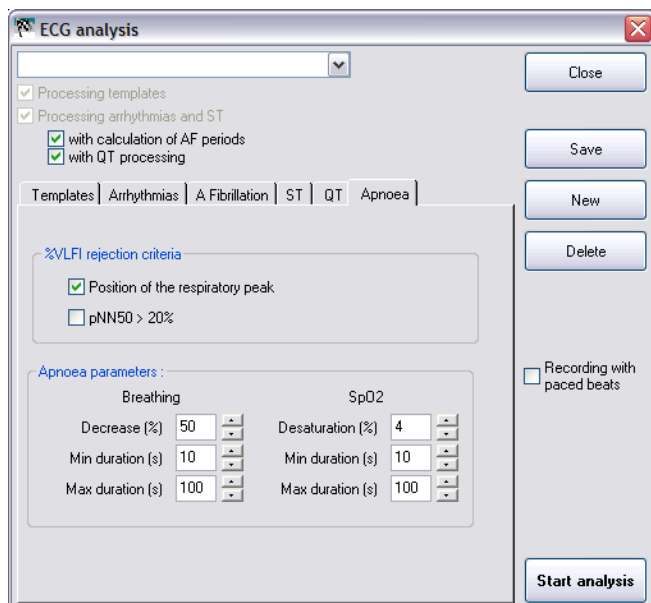 ECG analysis
Close
Processing templates
Processing arrhythmias and ST
with calculation of AF periods
with QT processing
Save
Templates Arrhythmias A Fibrillation ST QT Apnoea
New
Delete
%VLFI rejection criteria
Position of the respiratory peak
pNN50 > 20%
Recording with
paced beats
Apnoea parameters :
Breathing SpO2
Decrease (%) 50 Desaturation (%) 4
Min duration (s) 10 Min duration (s) 10
Max duration (s) 100 Max duration (s) 100
Start analysis